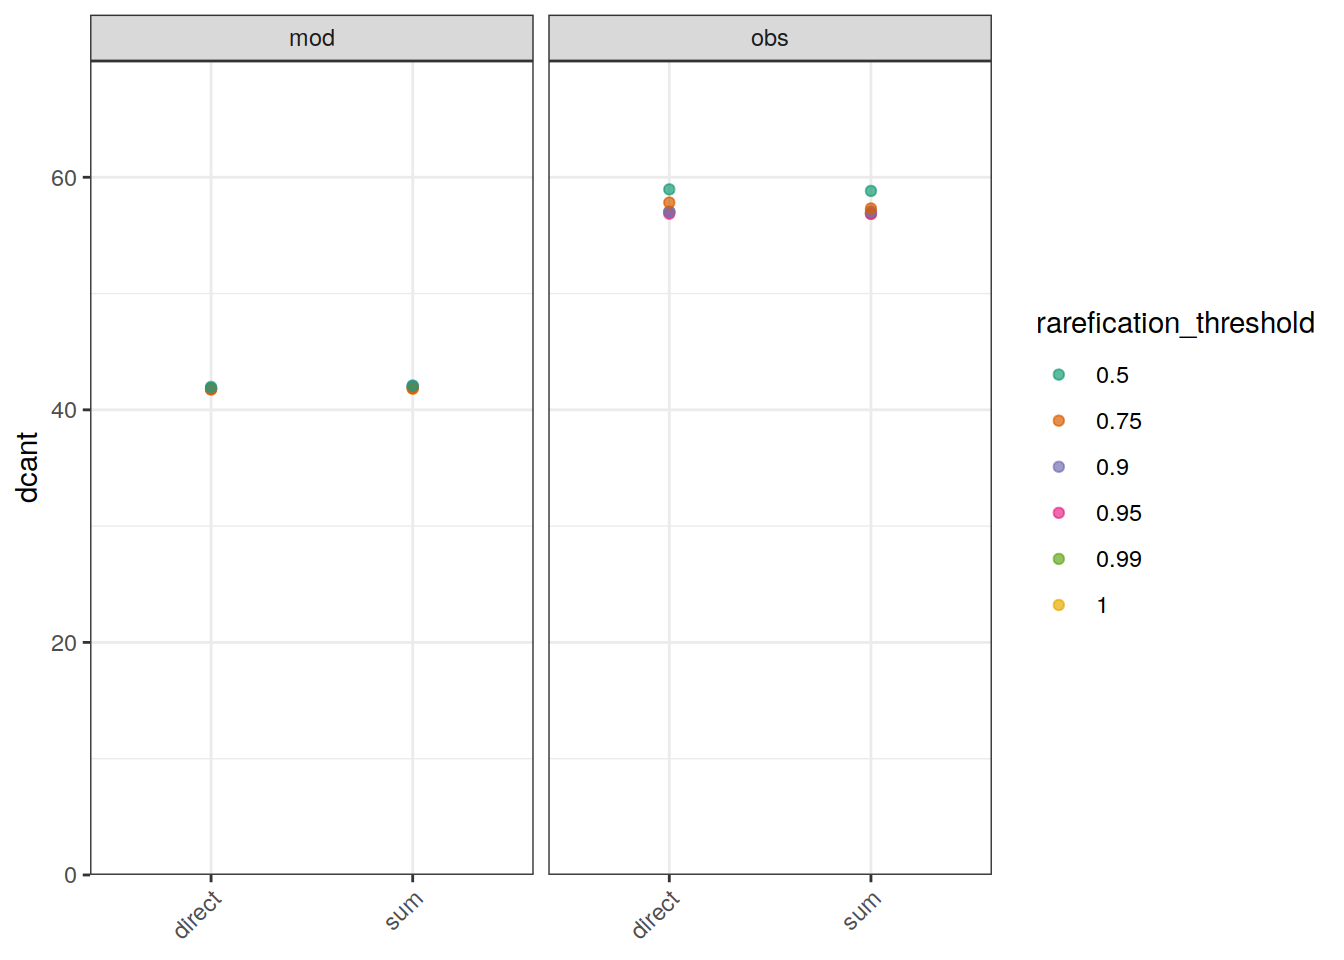 mod
obs
60
40
20
0
dcant
direct
sum
direct
sum
rarefication_threshold
0.5
0.75
0.9
0.95
0.99
1